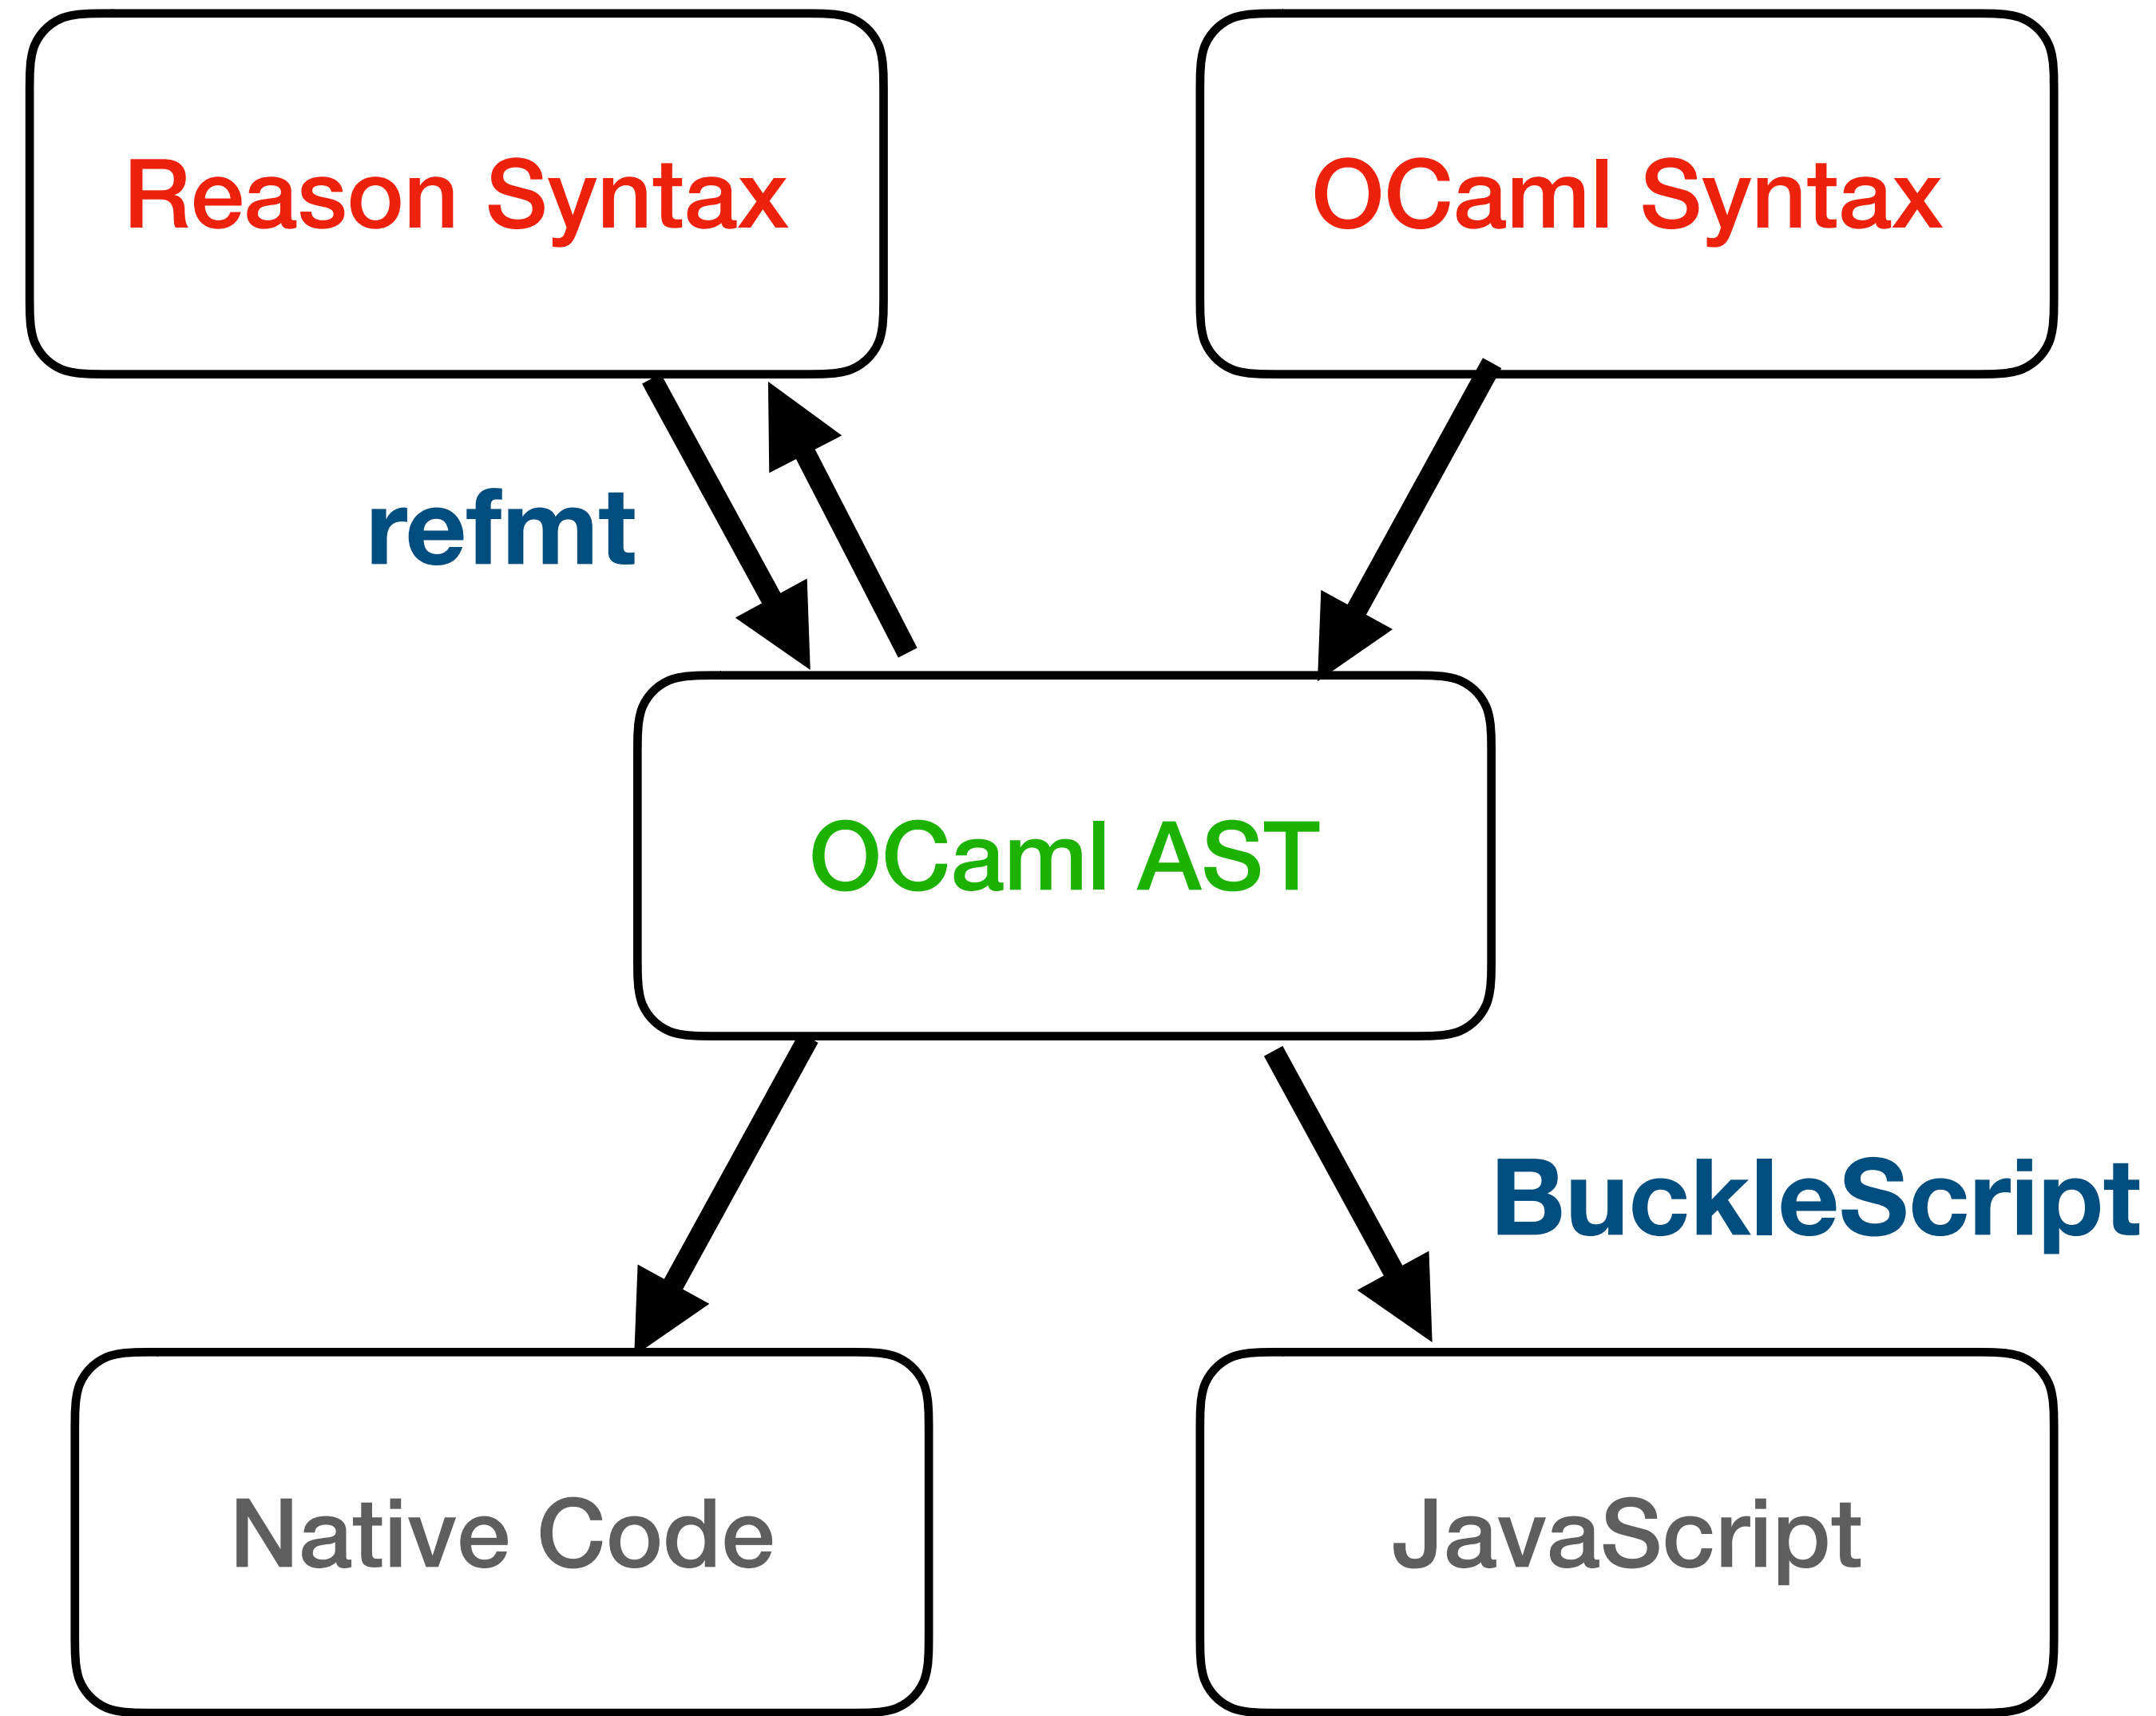 Reason Syntax
OCaml Syntax
refmt
OCaml AST
BuckleScript
Native Code
JavaScript